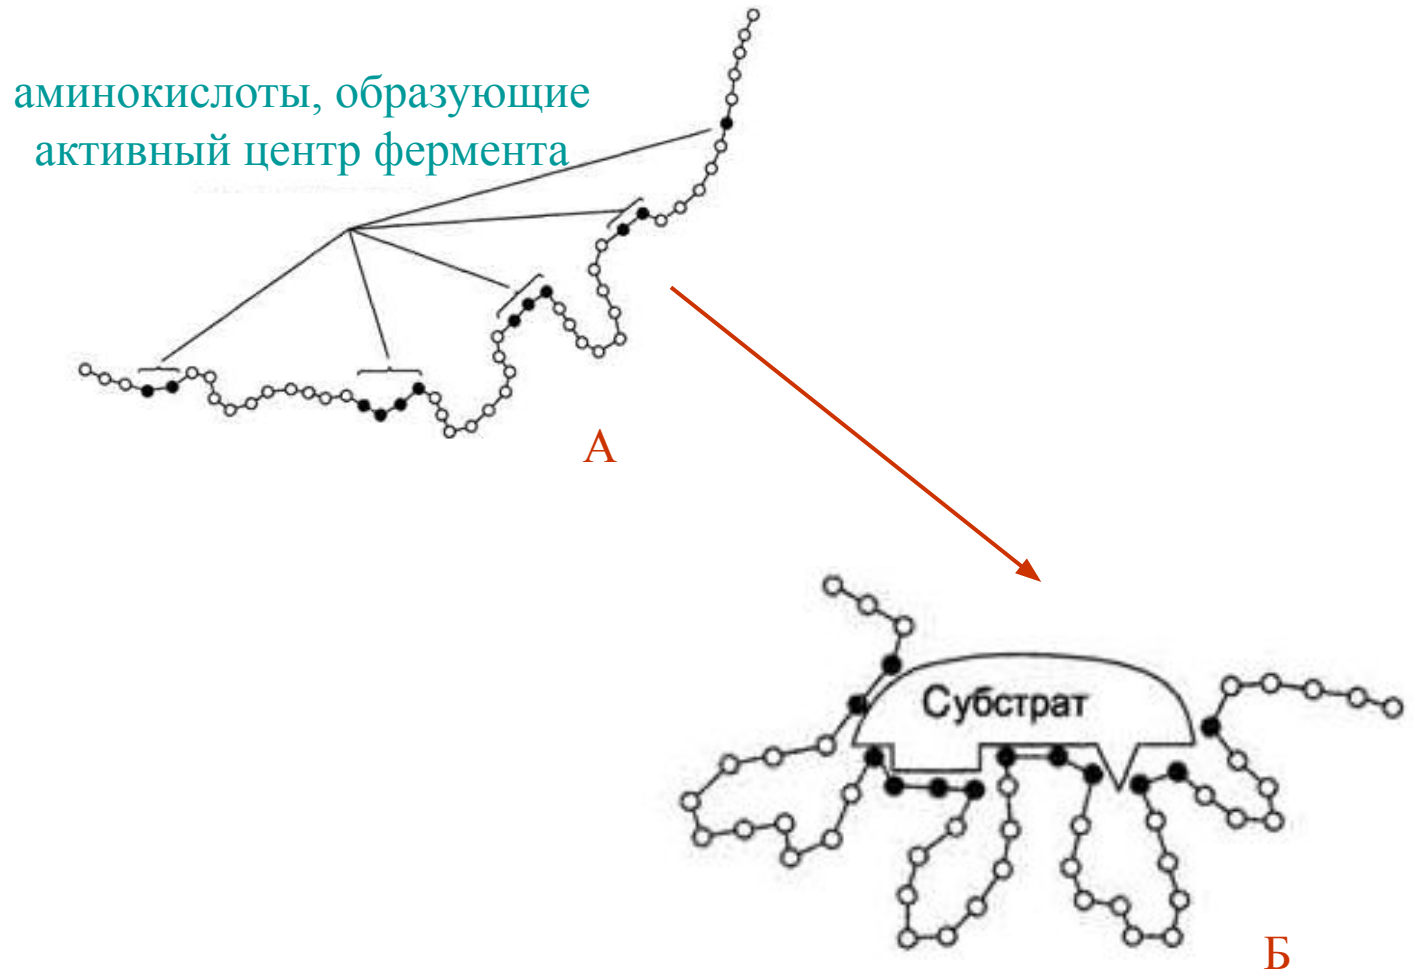 аминокислоты, образующие
активный центр фермента
А
Субстрат
Б